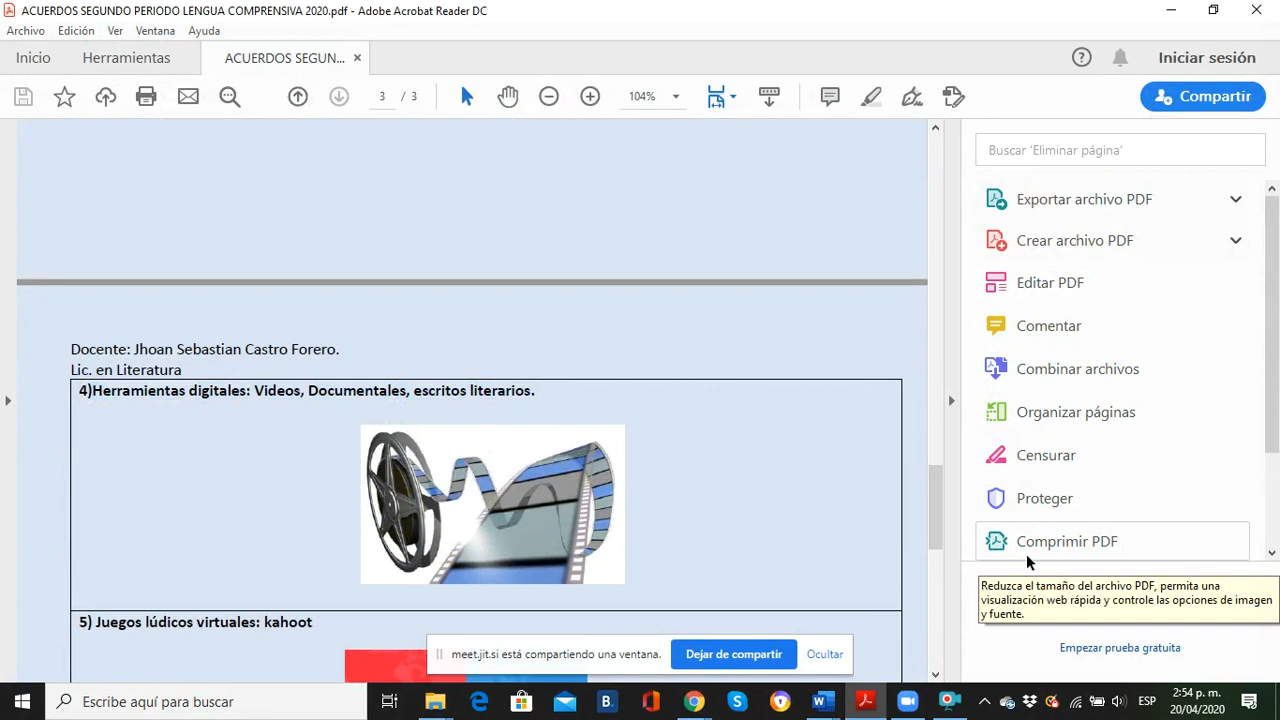 ACUERDOS SEGUNDO PERIODO LENGUA COMPRENSIVA 2020.pdf - Adobe Acrobat Reader DC
Archivo Edición Ver Ventana Ayuda
Inicio Herramientas ACUERDOS SEGUN... Iniciar sesión
3 / 3 104% Compartir
Buscar 'Eliminar página'
Exportar archivo PDF
Crear archivo PDF
Editar PDF
Comentar
Combinar archivos
Organizar páginas
Censurar
Proteger
Comprimir PDF
Reduzca el tamaño del archivo PDF, permita una
visualización web rápida y controle las opciones de imagen
y fuente.
Empezar prueba gratuita
Docente: Jhoan Sebastian Castro Forero.
Lic. en Literatura
4)Herramientas digitales: Videos, Documentales, escritos literarios.
5) Juegos lúdicos virtuales: kahoot
meet.jit.si está compartiendo una ventana. Dejar de compartir Ocultar
Escribe aquí para buscar
ESP
2:54 p. m.
20/04/2020